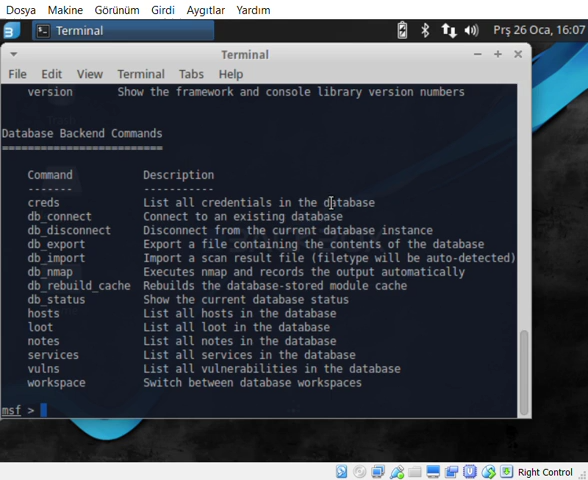 Dosya Makine Görünüm Girdi Aygıtlar Yardım
Terminal Prş 26 Oca, 16:07
Terminal
File Edit View Terminal Tabs Help
version Show the framework and console library version numbers
Database Backend Commands
=========================
Command Description
------- -----------
creds List all credentials in the database
db_connect Connect to an existing database
db_disconnect Disconnect from the current database instance
db_export Export a file containing the contents of the database
db_import Import a scan result file (filetype will be auto-detected)
db_nmap Executes nmap and records the output automatically
db_rebuild_cache Rebuilds the database-stored module cache
db_status Show the current database status
hosts List all hosts in the database
loot List all loot in the database
notes List all notes in the database
services List all services in the database
vulns List all vulnerabilities in the database
workspace Switch between database workspaces
msf >
Right Control